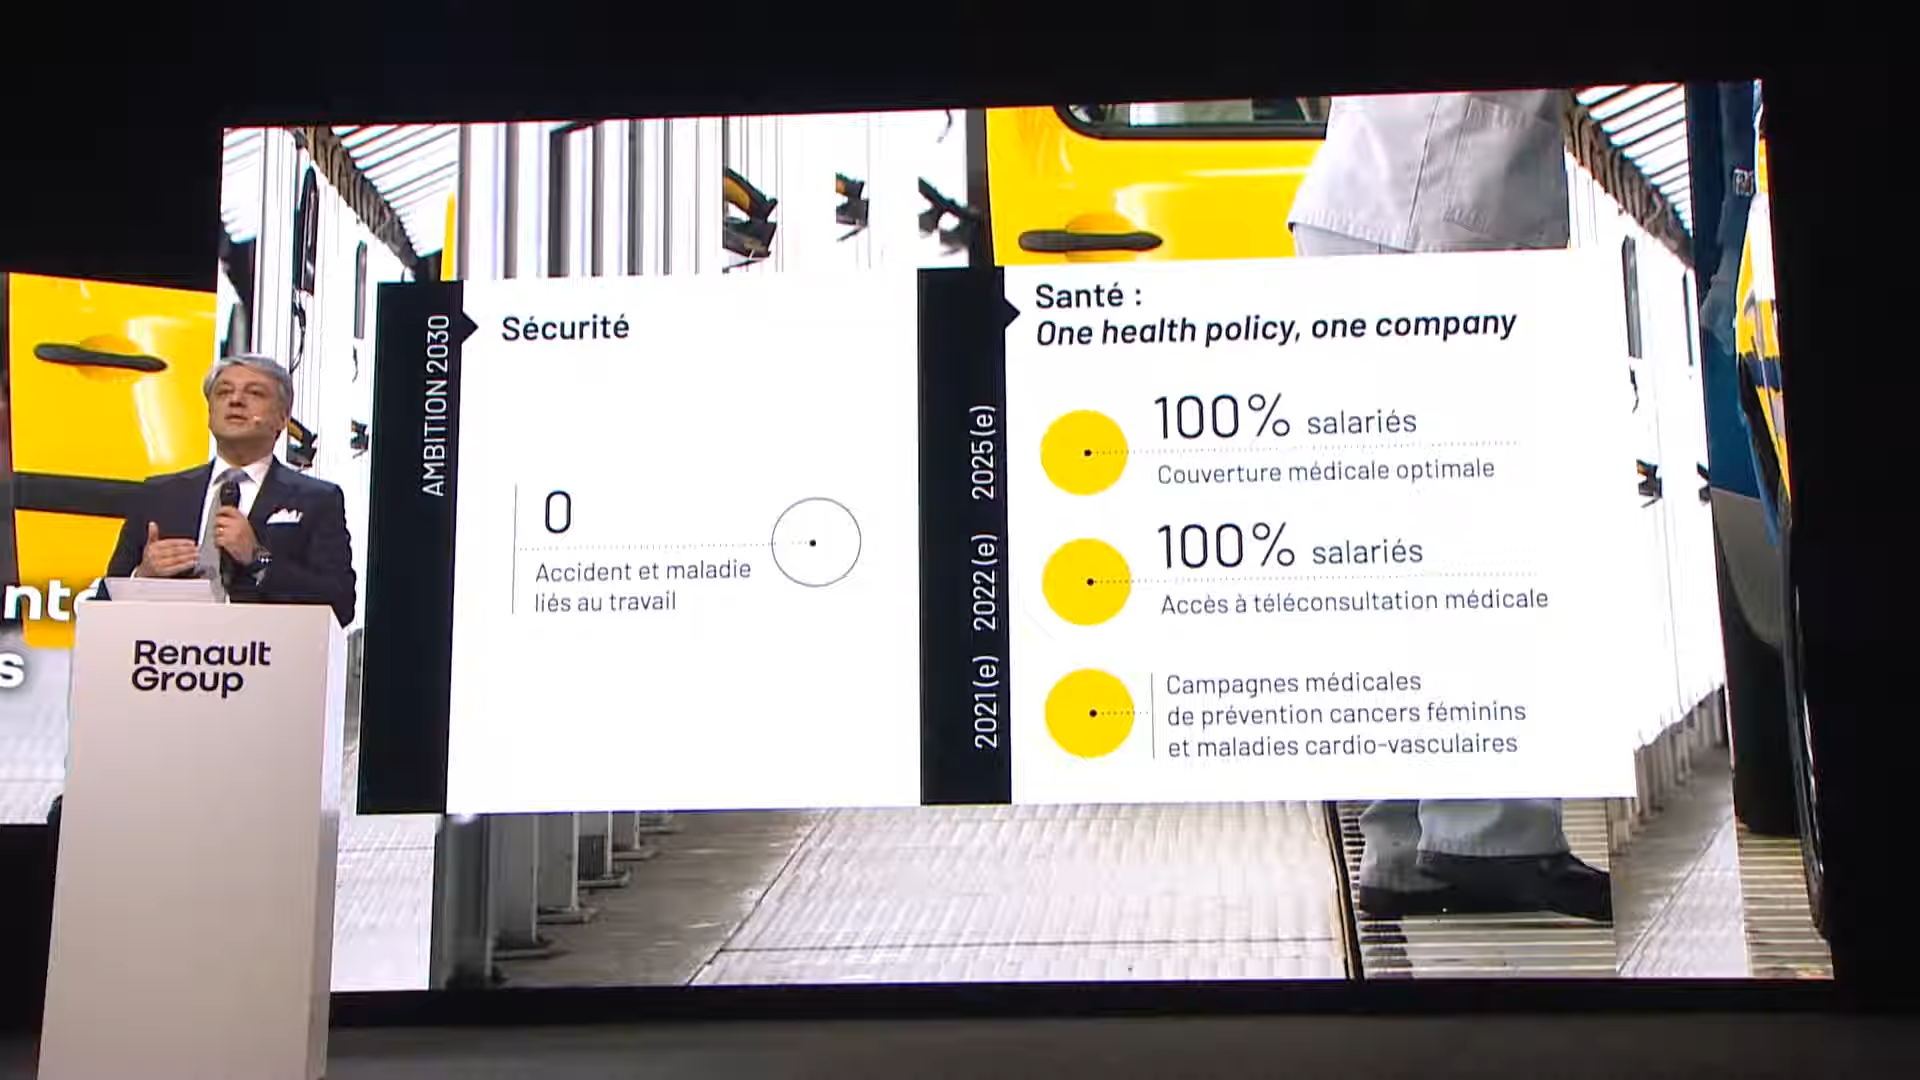 nté
s
Renault
Group
AMBITION 2030
Sécurité
0
Accident et maladie
liés au travail
Santé :
One health policy, one company
2025(e)
100% salariés
Couverture médicale optimale
2022(e)
100% salariés
Accès à téléconsultation médicale
2021(e)
Campagnes médicales
de prévention cancers féminins
et maladies cardio-vasculaires